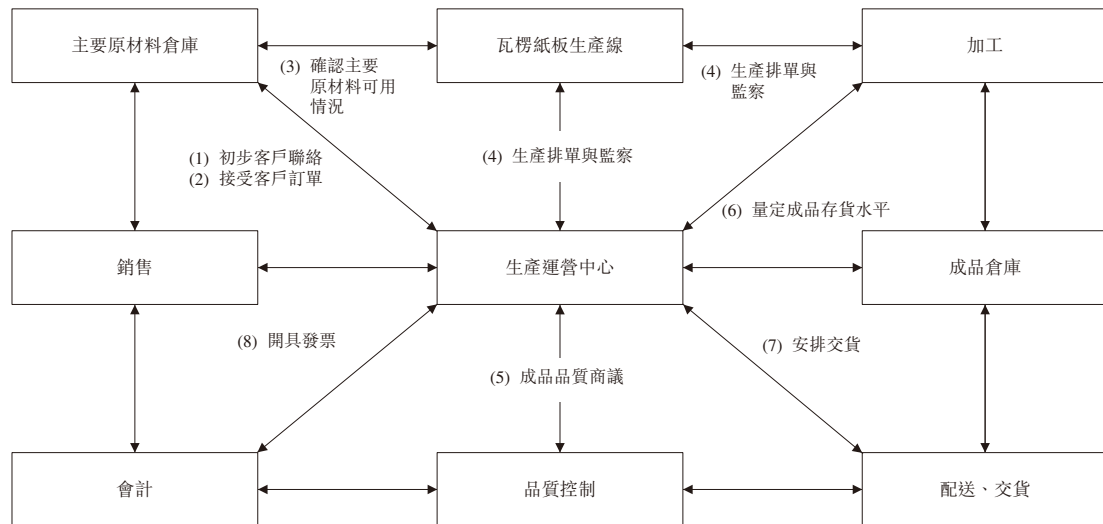 主要原材料倉庫
瓦楞紙板生產線
加工
(3) 確認主要
原材料可用
情況
(4) 生產排單與
監察
(1) 初步客戶聯絡
(2) 接受客戶訂單
(4) 生產排單與監察
(6) 量定成品存貨水平
銷售
生產運營中心
成品倉庫
(8) 開具發票
(7) 安排交貨
(5) 成品品質商議
會計
品質控制
配送、交貨